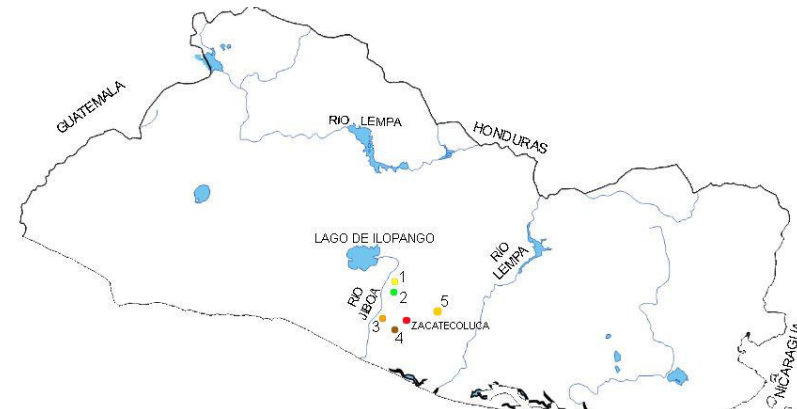 GUATEMALA
RIO LEMPA
HONDURAS
LAGO DE ILOPANGO
RIO
LEMPA
1
RIO
JIBOA
2
5
3
ZACATECOLUCA
4
NICARAGUA